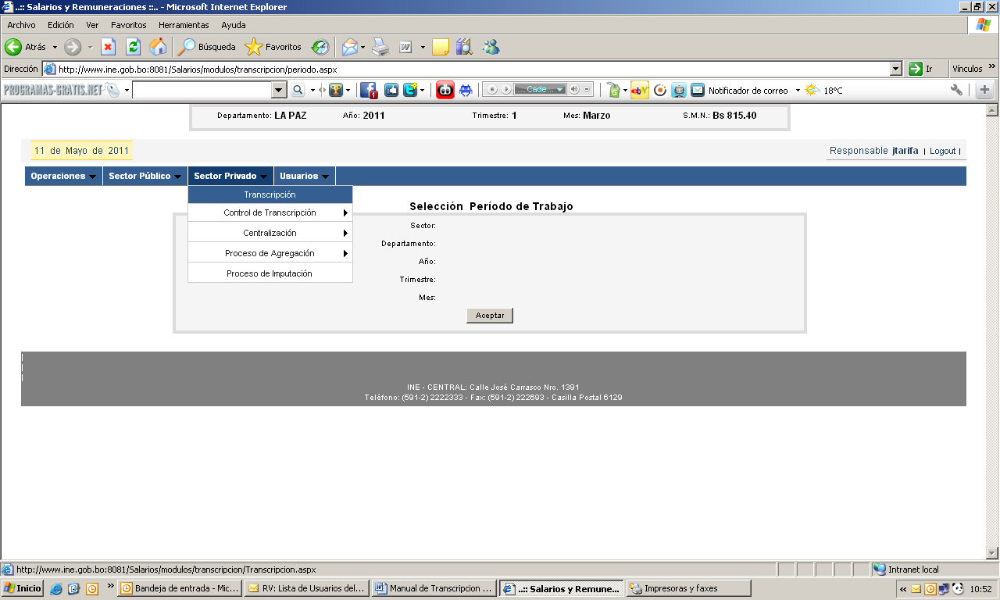 ..:: Salarios y Remuneraciones ::.. - Microsoft Internet Explorer
Archivo Edición Ver Favoritos Herramientas Ayuda
Atrás Búsqueda Favoritos
Dirección http://www.ine.gob.bo:8081/Salarios/modulos/transcripcion/periodo.aspx Ir Vínculos »
PROGRAMAS-GRATIS.NET 1 Cade... ebY Notificador de correo 18°C
Departamento: LA PAZ Año: 2011 Trimestre: 1 Mes: Marzo S.M.N.: Bs 815.40
11 de Mayo de 2011 Responsable jtarifa | Logout |
Operaciones Sector Público Sector Privado Usuarios
Transcripción
Control de Transcripción
Centralización
Proceso de Agregación
Proceso de Imputación
Selección Período de Trabajo
Sector:
Departamento:
Año:
Trimestre:
Mes:
Aceptar
INE - CENTRAL: Calle José Carrasco Nro. 1391
Teléfono: (591-2) 2222333 - Fax: (591-2) 222693 - Casilla Postal 6129
http://www.ine.gob.bo:8081/Salarios/modulos/transcripcion/Transcripcion.aspx Intranet local
Inicio » Bandeja de entrada - Mic... RV: Lista de Usuarios del... Manual de Transcripcion ... ..:: Salarios y Remune... Impresoras y faxes « 10:52